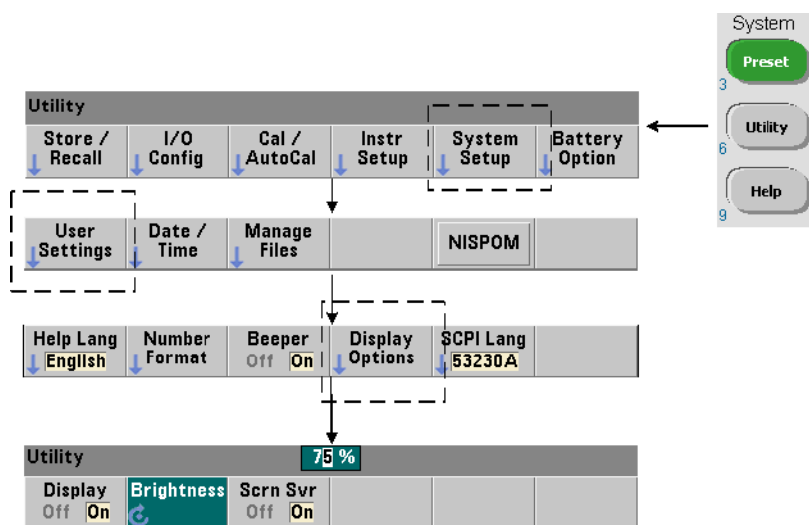 System
Preset
3
Utility
6
Help
9
Utility
Store / Recall
I/O Config
Cal / AutoCal
Instr Setup
System Setup
Battery Option
User Settings
Date / Time
Manage Files
NISPOM
Help Lang English
Number Format
Beeper Off On
Display Options
SCPI Lang 53230A
Utility
75 %
Display Off On
Brightness
Scrn Svr Off On